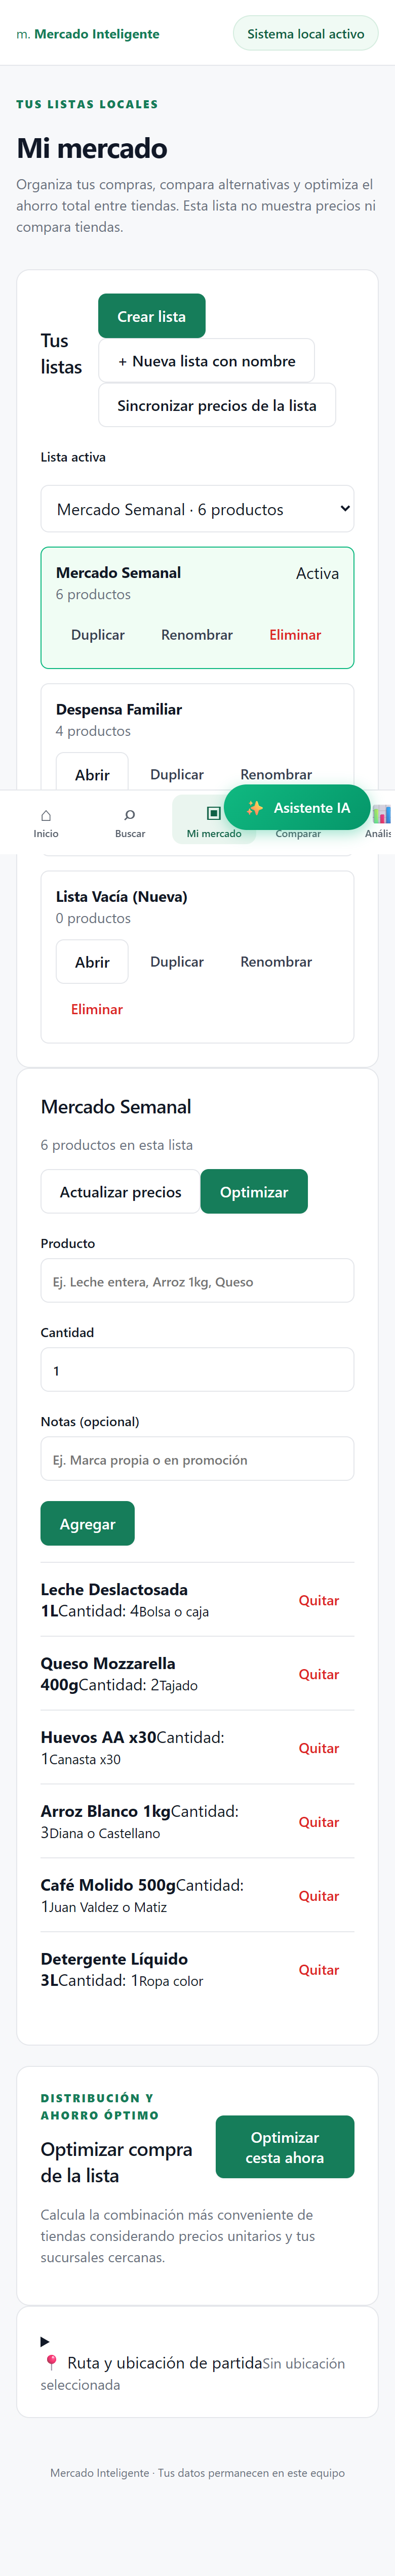 m. Mercado Inteligente
Sistema local activo
TUS LISTAS LOCALES
Mi mercado
Organiza tus compras, compara alternativas y optimiza el
ahorro total entre tiendas. Esta lista no muestra precios ni
compara tiendas.
Tus
listas
Crear lista
+ Nueva lista con nombre
Sincronizar precios de la lista
Lista activa
Mercado Semanal · 6 productos
Mercado Semanal
Activa
6 productos
Duplicar Renombrar Eliminar
Despensa Familiar
4 productos
Abrir Duplicar Renombrar
Asistente IA
Inicio Buscar Mi mercado Comparar Anális
Lista Vacía (Nueva)
0 productos
Abrir Duplicar Renombrar
Eliminar
Mercado Semanal
6 productos en esta lista
Actualizar precios Optimizar
Producto
Ej. Leche entera, Arroz 1kg, Queso
Cantidad
1
Notas (opcional)
Ej. Marca propia o en promoción
Agregar
Leche Deslactosada
1LCantidad: 4Bolsa o caja
Quitar
Queso Mozzarella
400gCantidad: 2Tajado
Quitar
Huevos AA x30Cantidad:
1Canasta x30
Quitar
Arroz Blanco 1kgCantidad:
3Diana o Castellano
Quitar
Café Molido 500gCantidad:
1Juan Valdez o Matiz
Quitar
Detergente Líquido
3LCantidad: 1Ropa color
Quitar
DISTRIBUCIÓN Y
AHORRO ÓPTIMO
Optimizar compra
de la lista
Optimizar
cesta ahora
Calcula la combinación más conveniente de
tiendas considerando precios unitarios y tus
sucursales cercanas.
Ruta y ubicación de partidaSin ubicación
seleccionada
Mercado Inteligente · Tus datos permanecen en este equipo